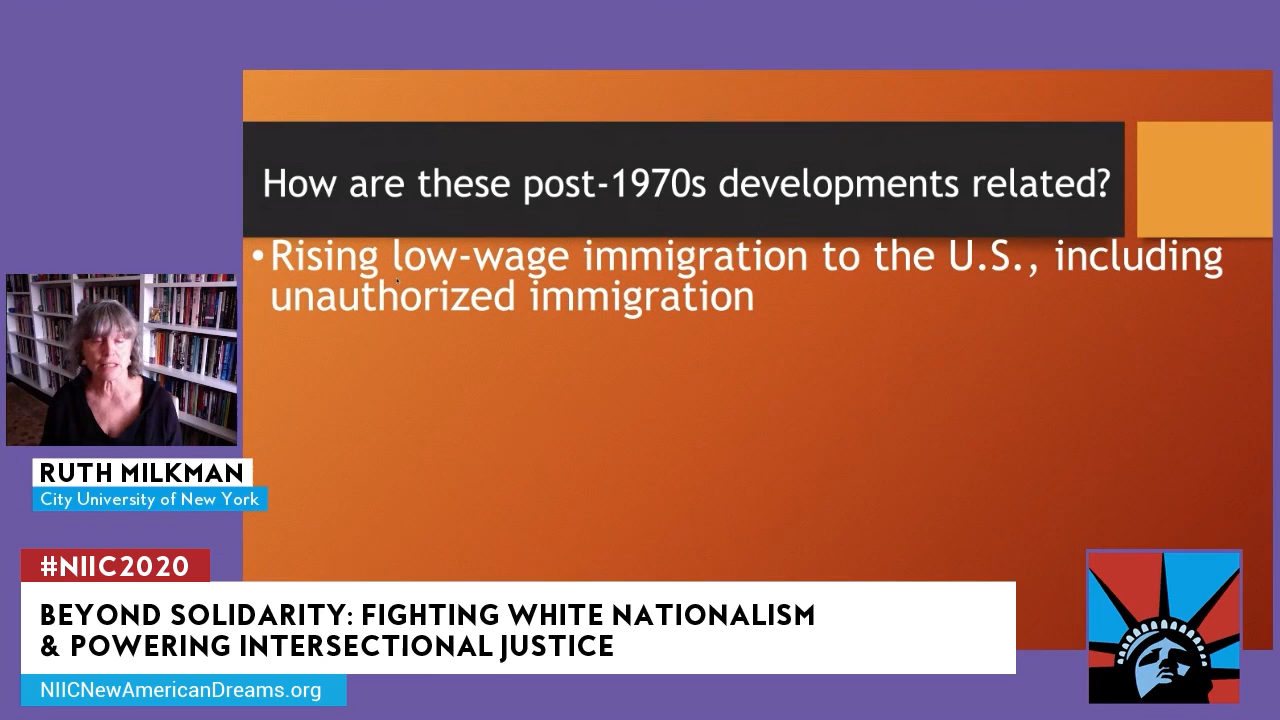 How are these post-1970s developments related?
•Rising low-wage immigration to the U.S., including
unauthorized immigration
RUTH MILKMAN
City University of New York
#NIIC2020
BEYOND SOLIDARITY: FIGHTING WHITE NATIONALISM
& POWERING INTERSECTIONAL JUSTICE
NIICNewAmericanDreams.org